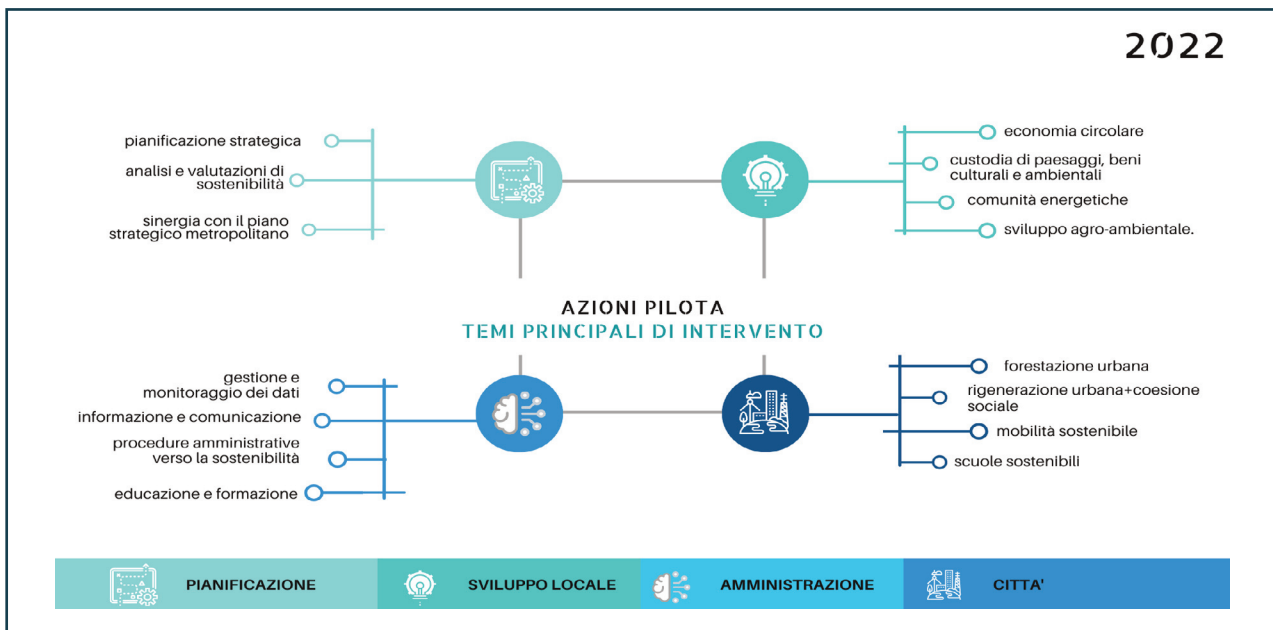 2022
pianificazione strategica
analisi e valutazioni di
sostenibilità
sinergia con il piano
strategico metropolitano
economia circolare
custodia di paesaggi, beni
culturali e ambientali
comunità energetiche
sviluppo agro-ambientale.
AZIONI PILOTA
TEMI PRINCIPALI DI INTERVENTO
gestione e
monitoraggio dei dati
informazione e comunicazione
procedure amministrative
verso la sostenibilità
educazione e formazione
forestazione urbana
rigenerazione urbana+coesione
sociale
mobilità sostenibile
scuole sostenibili
PIANIFICAZIONE
SVILUPPO LOCALE
AMMINISTRAZIONE
CITTA'